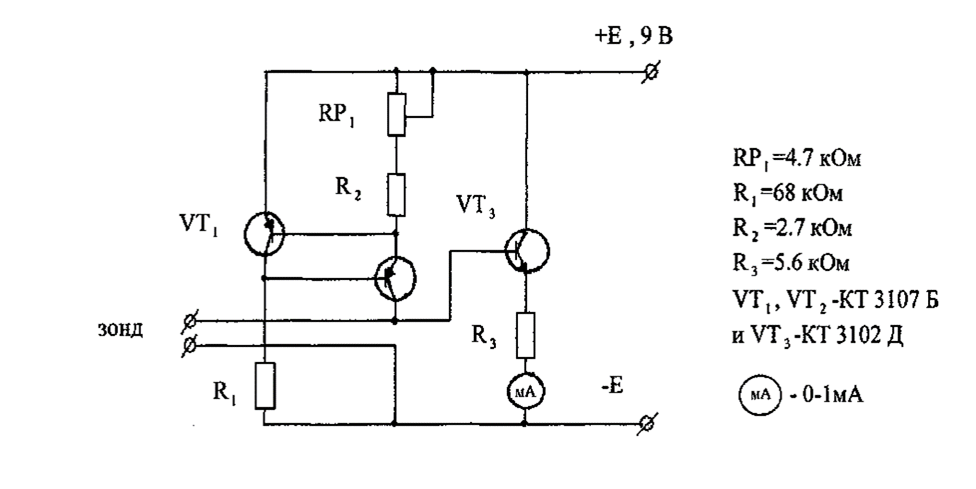 +E , 9 В
RP₁
R₂
VT₁
VT₃
зонд
R₁
R₃
мА
-E
RP₁=4.7 кОм
R₁=68 кОм
R₂=2.7 кОм
R₃=5.6 кОм
VT₁, VT₂-КТ 3107 Б
и VT₃-КТ 3102 Д
мА - 0-1мА